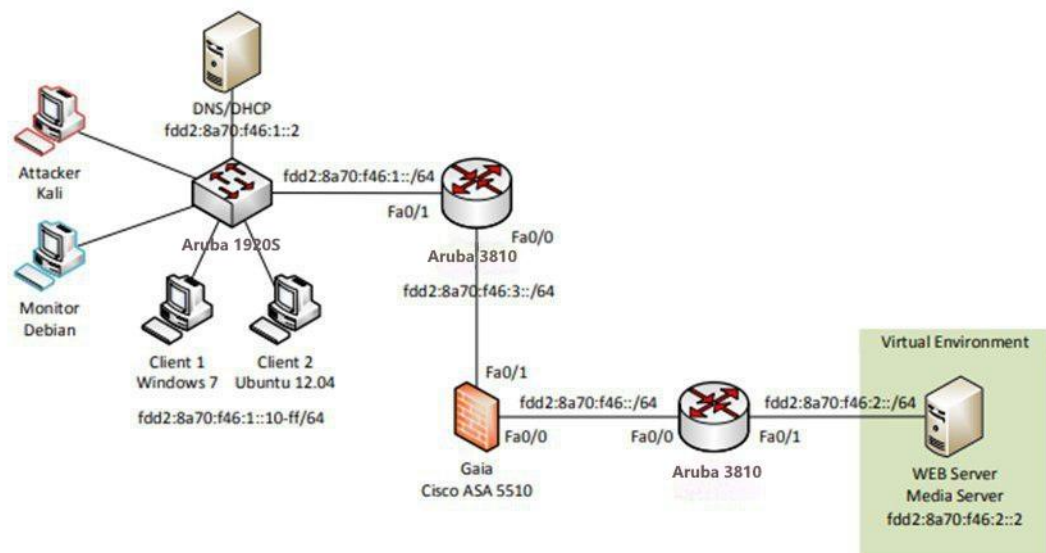 DNS/DHCP
fdd2:8a70:f46:1::2
Attacker
Kali
fdd2:8a70:f46:1::/64
Fa0/1
Fa0/0
Aruba 1920S
Aruba 3810
Monitor
Debian
fdd2:8a70:f46:3::/64
Client 1
Windows 7
Client 2
Ubuntu 12.04
fdd2:8a70:f46:1::10-ff/64
Fa0/1
fdd2:8a70:f46::/64
Fa0/0
Fa0/0
Gaia
Cisco ASA 5510
Aruba 3810
fdd2:8a70:f46:2::/64
Fa0/1
Virtual Environment
WEB Server
Media Server
fdd2:8a70:f46:2::2